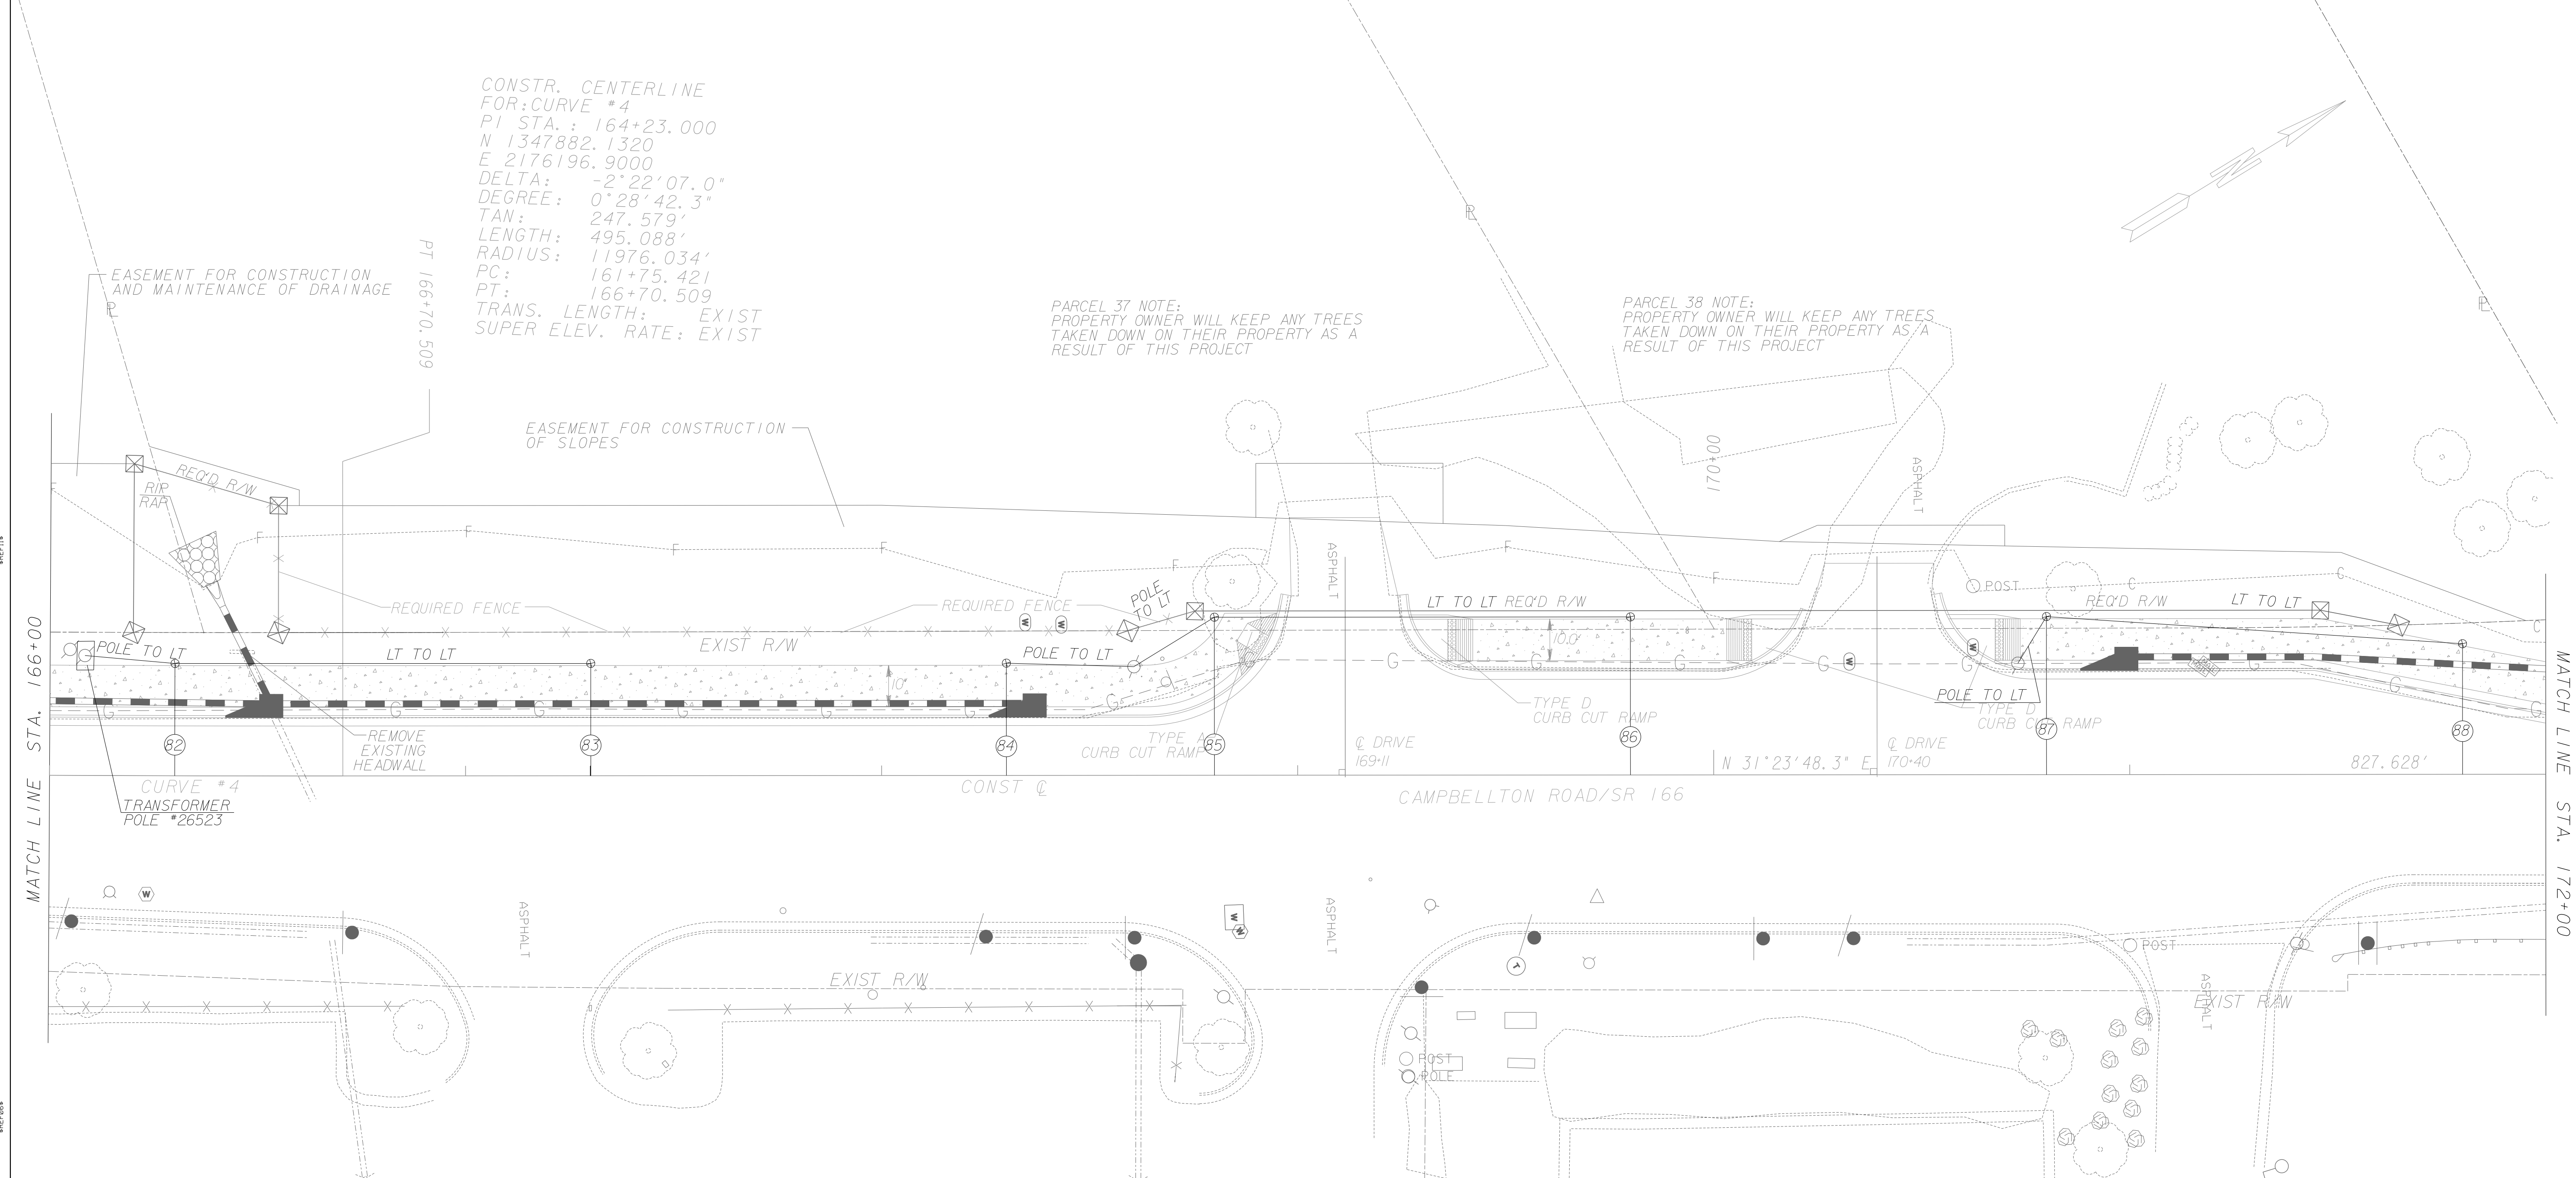 CONSTR. CENTERLINE
FOR:CURVE #4
PI STA.: 164+23.000
N 1347882.1320
E 2176196.9000
DELTA: -2°22'07.0"
DEGREE: 0°28'42.3"
TAN: 247.579'
LENGTH: 495.088'
RADIUS: 11976.034'
PC: 161+75.421
PT: 166+70.509
TRANS. LENGTH: EXIST
SUPER ELEV. RATE: EXIST
N
PT 166+70.509
EASEMENT FOR CONSTRUCTION
AND MAINTENANCE OF DRAINAGE
PL
PL
PL
PARCEL 37 NOTE:
PROPERTY OWNER WILL KEEP ANY TREES
TAKEN DOWN ON THEIR PROPERTY AS A
RESULT OF THIS PROJECT
PARCEL 38 NOTE:
PROPERTY OWNER WILL KEEP ANY TREES
TAKEN DOWN ON THEIR PROPERTY AS A
RESULT OF THIS PROJECT
EASEMENT FOR CONSTRUCTION
OF SLOPES
170+00
ASPHALT
ASPHALT
REQ'D R/W
RIP
RAP
REQUIRED FENCE
REQUIRED FENCE
POLE
TO LT
POST
LT TO LT REQ'D R/W
REQ'D R/W
LT TO LT
EXIST R/W
POLE TO LT
LT TO LT
POLE TO LT
10'
10.0'
POLE TO LT
TYPE D
CURB CUT RAMP
TYPE D
CURB CUT RAMP
TYPE A
CURB CUT RAMP
REMOVE
EXISTING
HEADWALL
82
83
84
85
86
87
88
℄ DRIVE
169+11
℄ DRIVE
170+40
N 31°23'48.3" E
827.628'
CURVE #4
CONST ℄
CAMPBELLTON ROAD/SR 166
TRANSFORMER
POLE #26523
MATCH LINE STA. 166+00
MATCH LINE STA. 172+00
W
W
W
W
W
W
W
T
ASPHALT
ASPHALT
ASPHALT
EXIST R/W
EXIST R/W
POST
POST
POLE